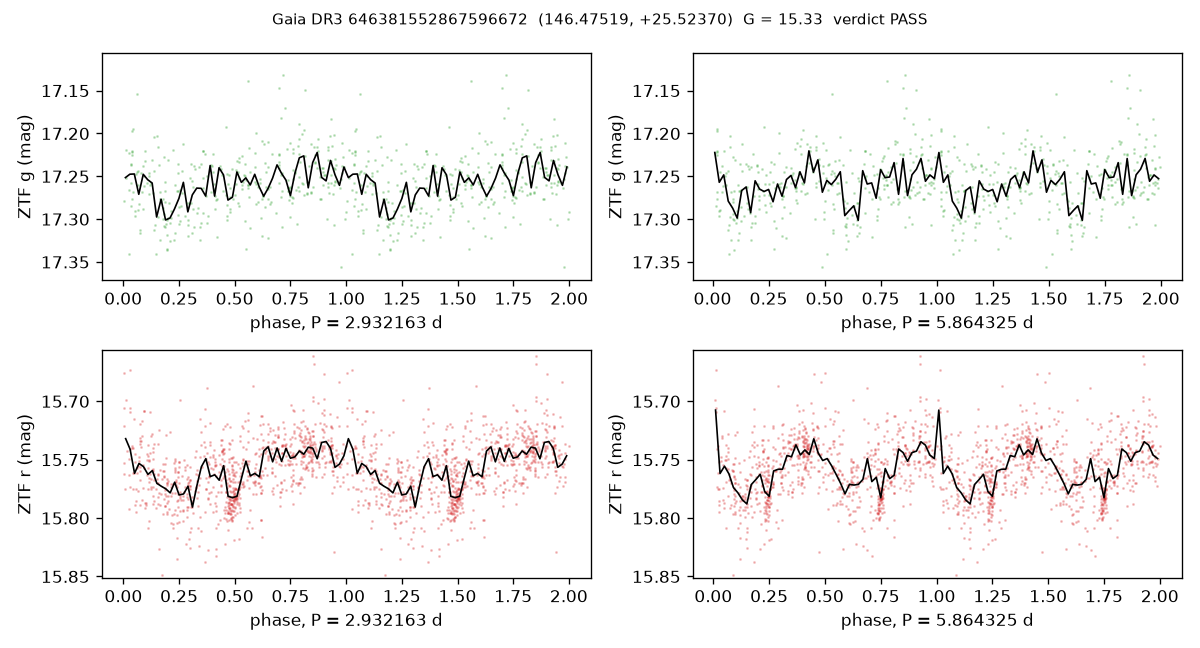 Gaia DR3 646381552867596672 (146.47519, +25.52370) G = 15.33 verdict PASS
ZTF g (mag)
17.15
17.20
17.25
17.30
17.35
0.00 0.25 0.50 0.75 1.00 1.25 1.50 1.75 2.00
phase, P = 2.932163 d
ZTF g (mag)
17.15
17.20
17.25
17.30
17.35
0.00 0.25 0.50 0.75 1.00 1.25 1.50 1.75 2.00
phase, P = 5.864325 d
ZTF r (mag)
15.70
15.75
15.80
15.85
0.00 0.25 0.50 0.75 1.00 1.25 1.50 1.75 2.00
phase, P = 2.932163 d
ZTF r (mag)
15.70
15.75
15.80
15.85
0.00 0.25 0.50 0.75 1.00 1.25 1.50 1.75 2.00
phase, P = 5.864325 d